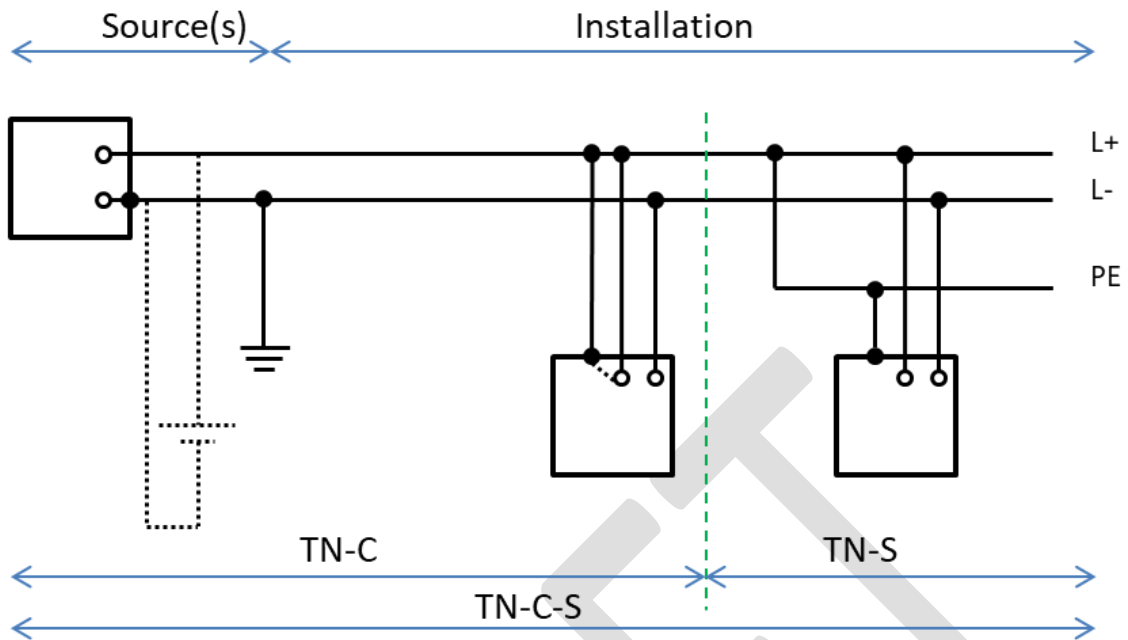 Source(s) Installation
L+
L-
PE
TN-C TN-S
TN-C-S